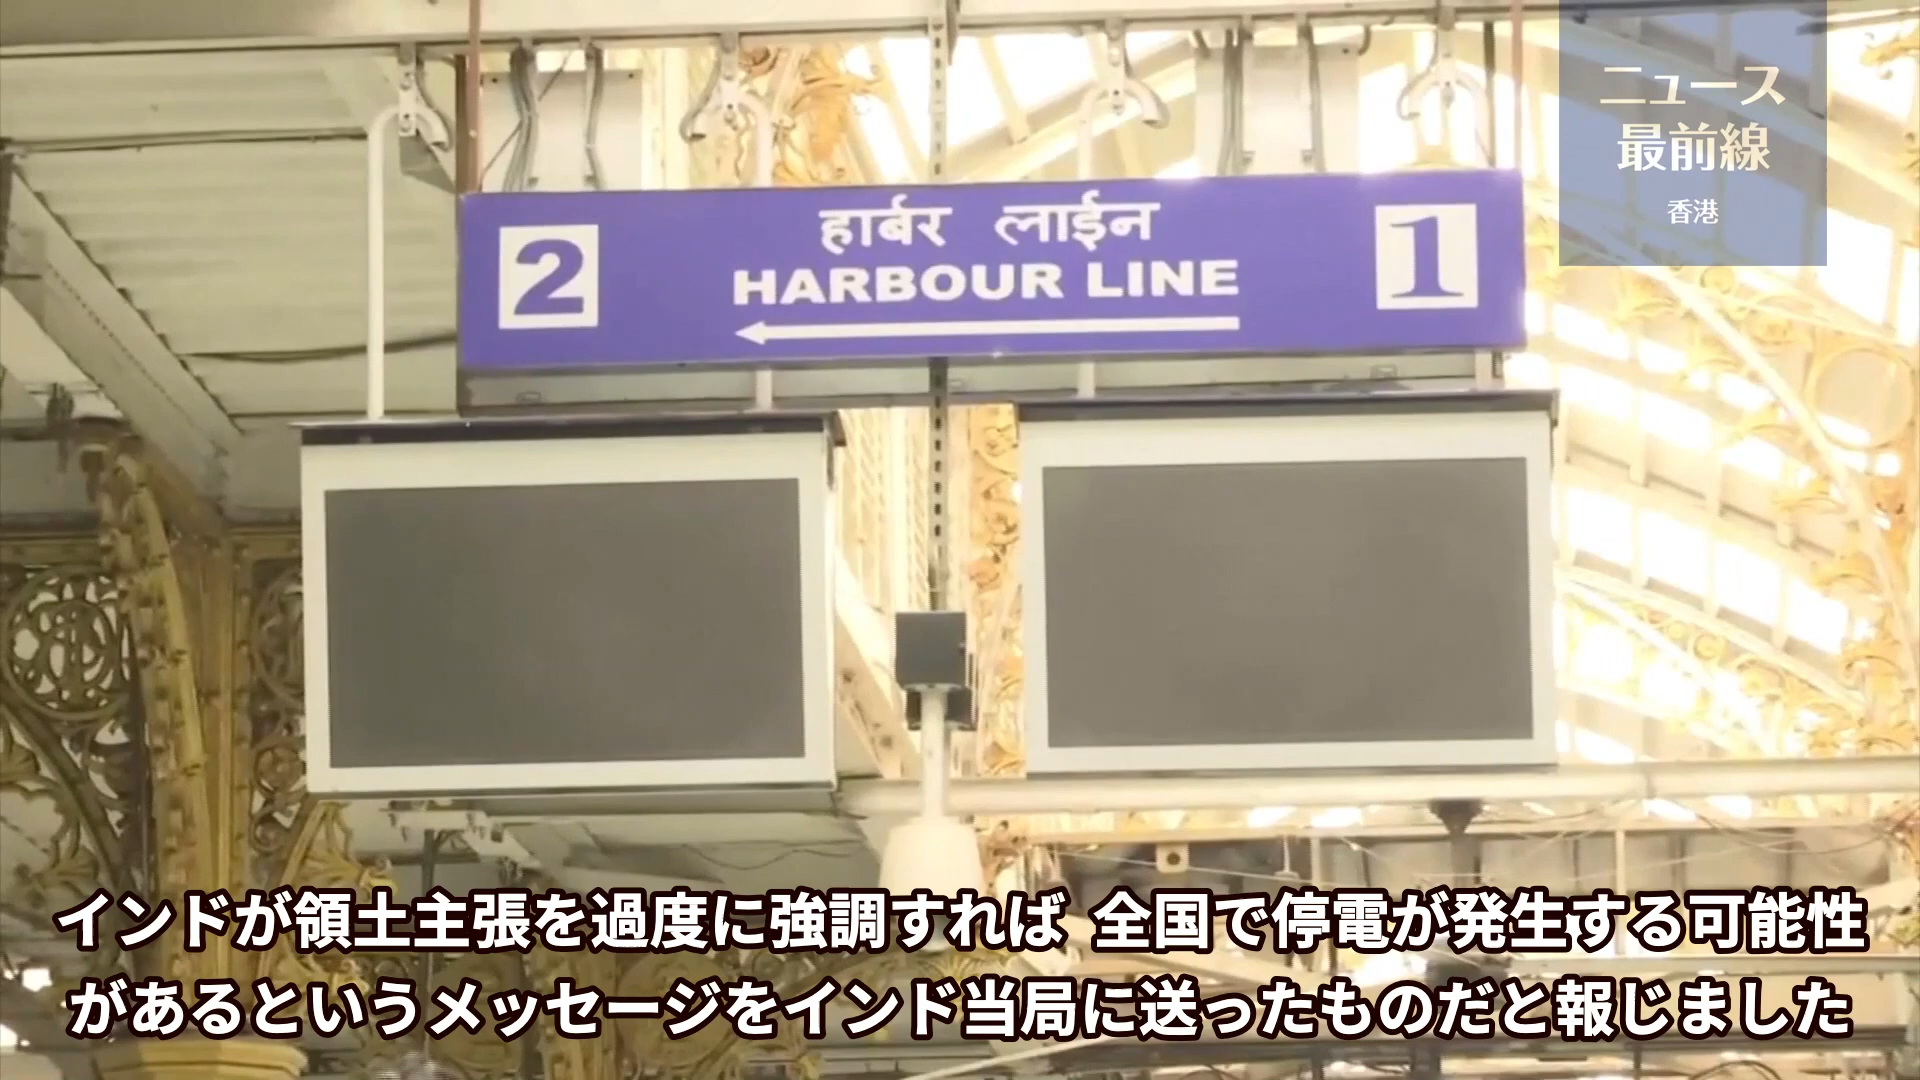 ニュース
最前線
香港
हार्बर लाईन
2 HARBOUR LINE 1
インドが領土主張を過度に強調すれば 全国で停電が発生する可能性
があるというメッセージをインド当局に送ったものだと報じました